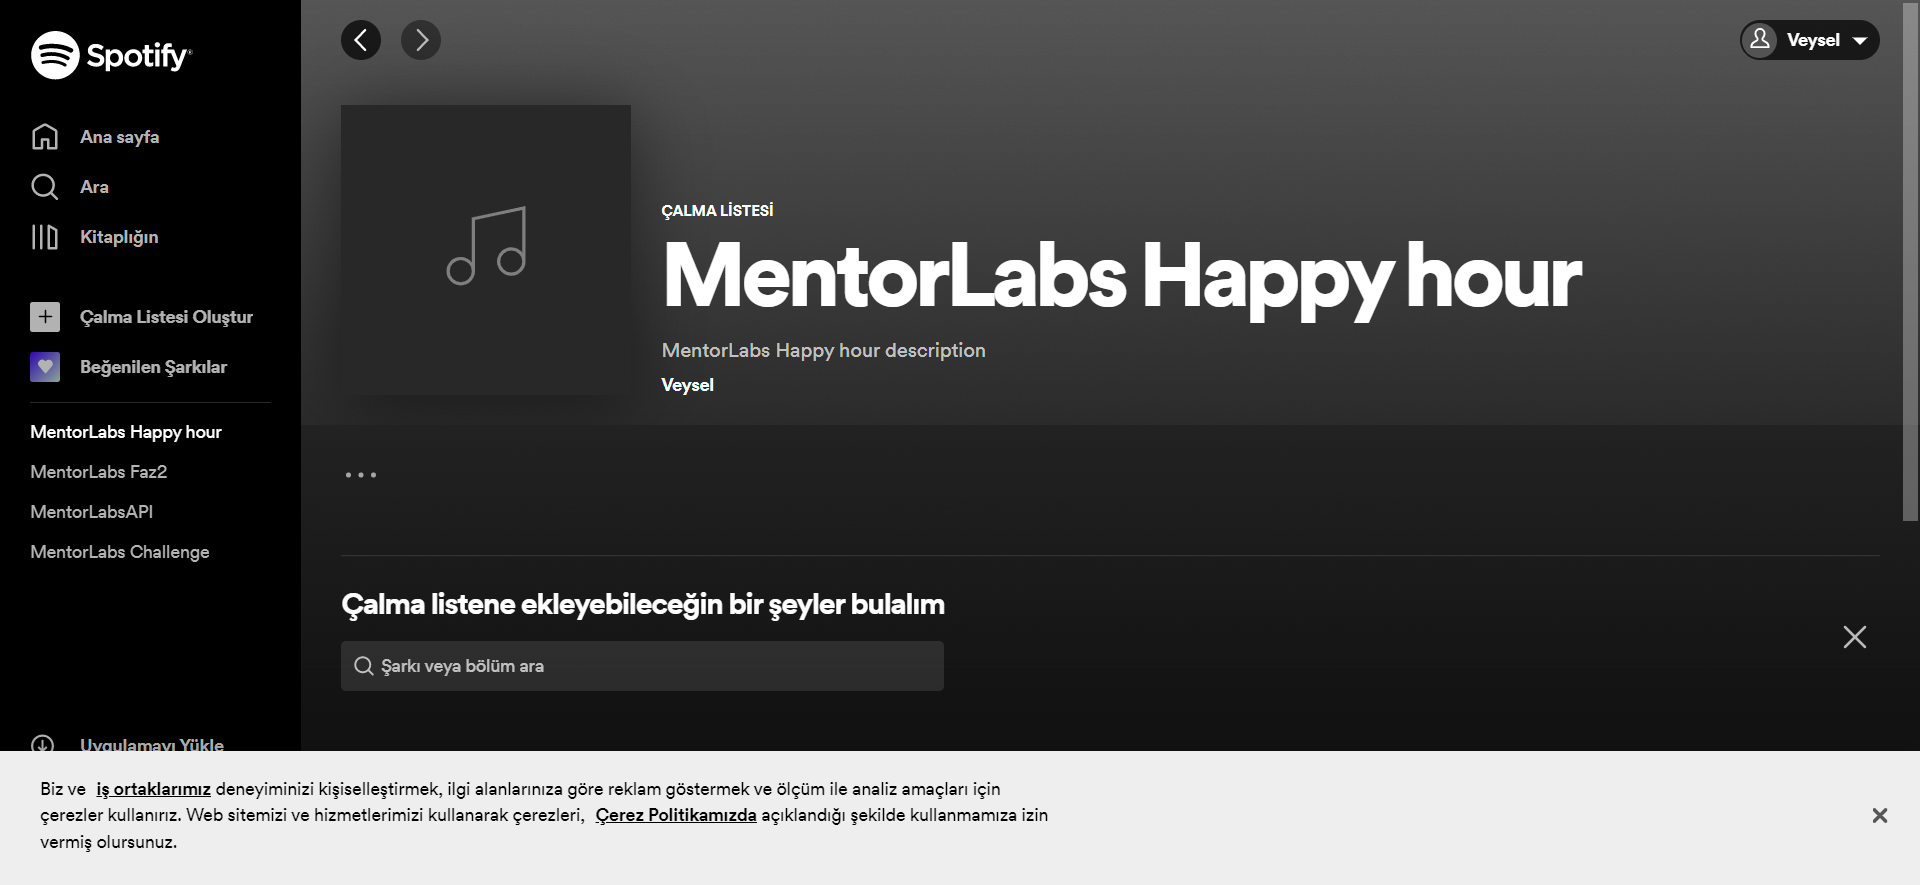 Spotify
Ana sayfa
Ara
Kitaplığın
Çalma Listesi Oluştur
Beğenilen Şarkılar
MentorLabs Happy hour
MentorLabs Faz2
MentorLabsAPI
MentorLabs Challenge
Uygulamayı Yükle
Veysel
ÇALMA LİSTESİ
MentorLabs Happy hour
MentorLabs Happy hour description
Veysel
Çalma listene ekleyebileceğin bir şeyler bulalım
Şarkı veya bölüm ara
Biz ve iş ortaklarımız deneyiminizi kişiselleştirmek, ilgi alanlarınıza göre reklam göstermek ve ölçüm ile analiz amaçları için
çerezler kullanırız. Web sitemizi ve hizmetlerimizi kullanarak çerezleri, Çerez Politikamızda açıklandığı şekilde kullanmamıza izin
vermiş olursunuz.